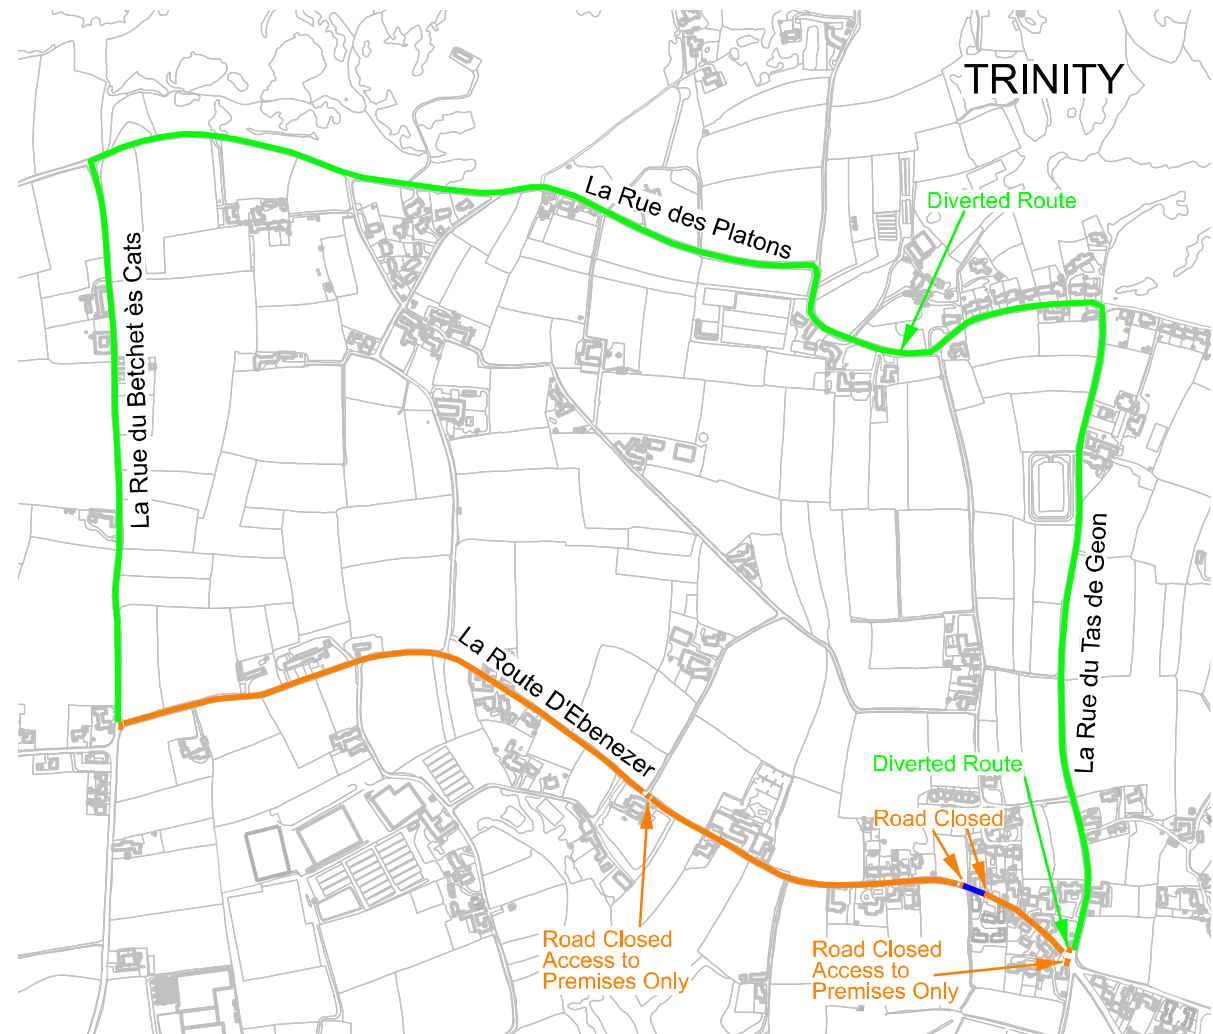 TRINITY
La Rue des Platons
Diverted Route
La Rue du Betchet ès Cats
La Rue du Tas de Geon
La Route D'Ebenezer
Diverted Route
Road Closed
Road Closed
Access to
Premises Only
Road Closed
Access to
Premises Only